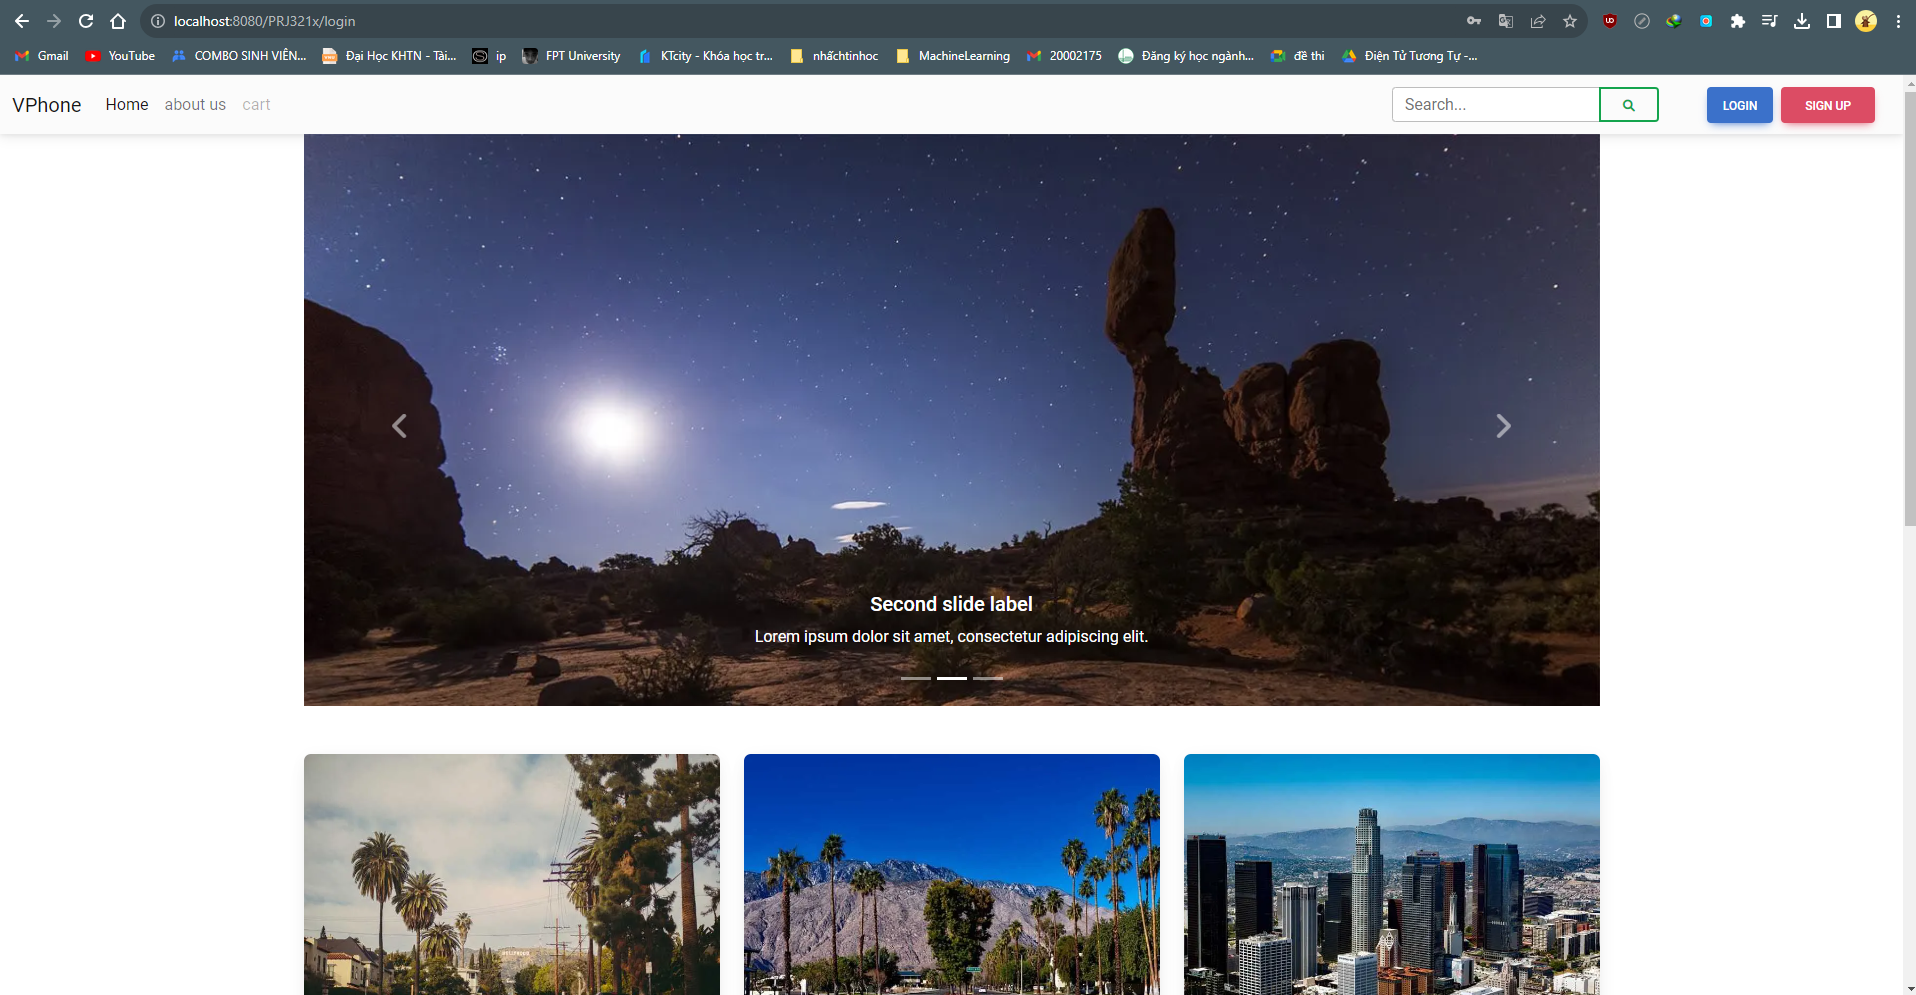 localhost:8080/PRJ321x/login
Gmail
YouTube
COMBO SINH VIÊN...
Đại Học KHTN - Tài...
ip
FPT University
KTcity - Khóa học tr...
nhấchtinhoc
MachineLearning
20002175
Đăng ký học ngành...
đề thi
Điện Tử Tương Tự -...
VPhone
Home
about us
cart
Search...
LOGIN
SIGN UP
Second slide label
Lorem ipsum dolor sit amet, consectetur adipiscing elit.
HOLLYWOOD